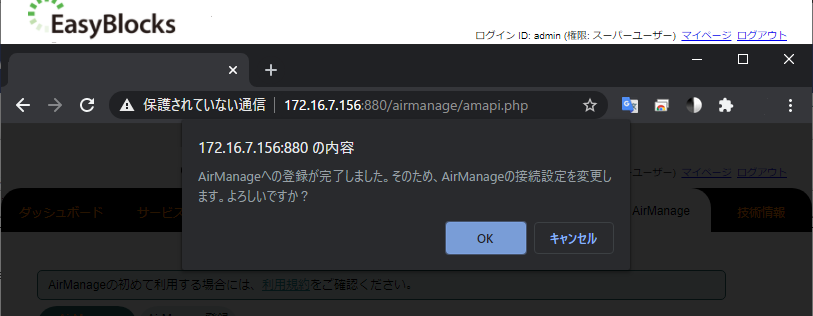 EasyBlocks
ログイン ID: admin (権限: スーパーユーザー) マイページ ログアウト
保護されていない通信 172.16.7.156:880/airmanage/amapi.php
172.16.7.156:880 の内容
AirManageへの登録が完了しました。そのため、AirManageの接続設定を変更し
ます。よろしいですか？
OK キャンセル
ーユーザー) マイページ ログアウト
ダッシュボード サービス AirManage 技術情報
AirManageの初めて利用する場合には、利用規約をご確認ください。